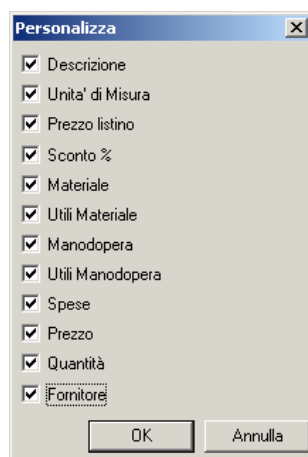 Personalizza
Descrizione
Unita' di Misura
Prezzo listino
Sconto %
Materiale
Utili Materiale
Manodopera
Utili Manodopera
Spese
Prezzo
Quantità
Fornitore
OK Annulla